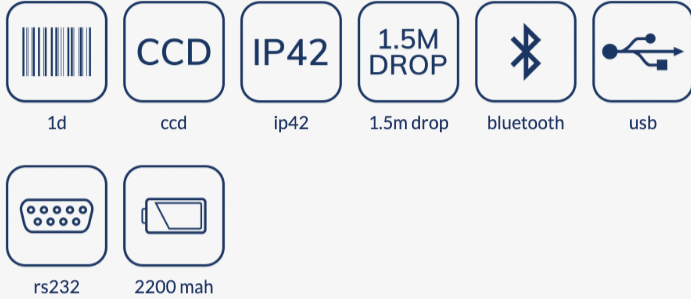 CCD
IP42
1.5M
DROP
1d
ccd
ip42
1.5m drop
bluetooth
usb
rs232
2200 mah